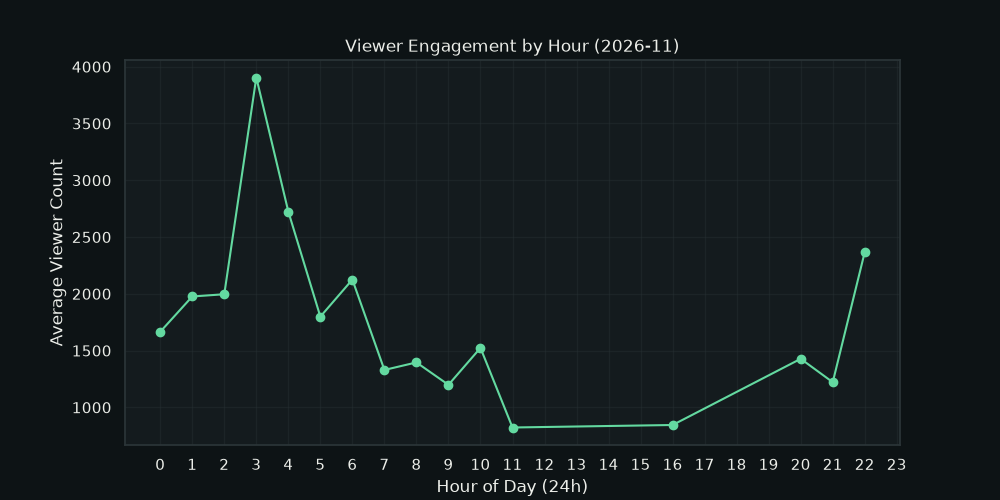 Viewer Engagement by Hour (2026-11)
Average Viewer Count
4000
3500
3000
2500
2000
1500
1000
0 1 2 3 4 5 6 7 8 9 10 11 12 13 14 15 16 17 18 19 20 21 22 23
Hour of Day (24h)